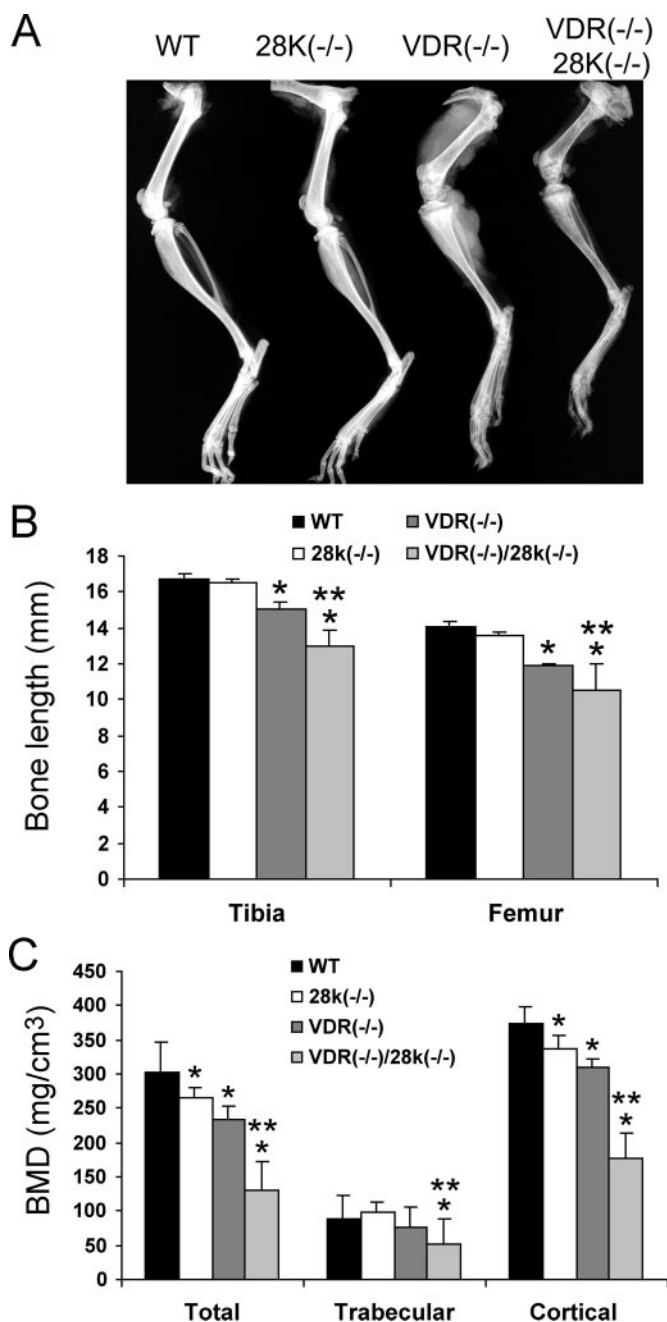 A
WT 28K(-/-) VDR(-/-) VDR(-/-) 28K(-/-)
B
WT VDR(-/-)
28k(-/-) VDR(-/-)/28k(-/-)
Bone length (mm)
18
16
14
12
10
8
6
4
2
0
* ** * * ** *
Tibia Femur
C
WT
28k(-/-)
VDR(-/-)
VDR(-/-)/28k(-/-)
BMD (mg/cm³)
450
400
350
300
250
200
150
100
50
0
* * ** * ** * * * ** *
Total Trabecular Cortical